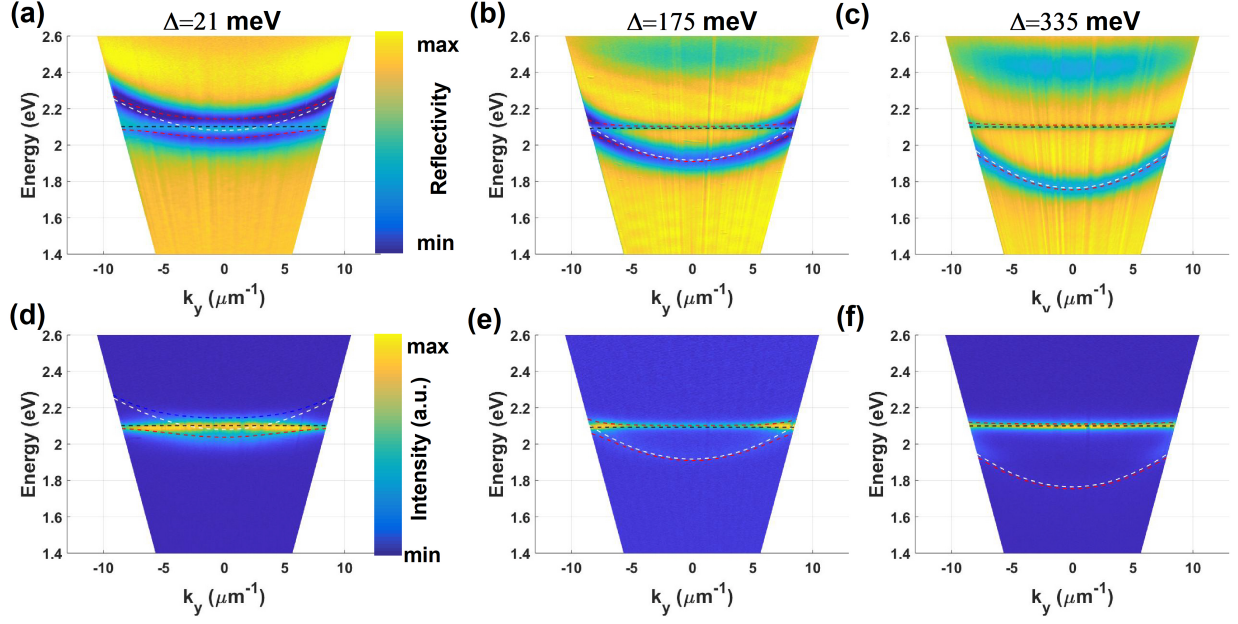 (a) Δ=21 meV
2.6
2.4
2.2
2
1.8
1.6
1.4
Energy (eV)
-10 -5 0 5 10
k_y (μm^-1)
max
Reflectivity
min
(b) Δ=175 meV
2.6
2.4
2.2
2
1.8
1.6
1.4
Energy (eV)
-10 -5 0 5 10
k_y (μm^-1)
(c) Δ=335 meV
2.6
2.4
2.2
2
1.8
1.6
1.4
Energy (eV)
-10 -5 0 5 10
k_y (μm^-1)
(d)
2.6
2.4
2.2
2
1.8
1.6
1.4
Energy (eV)
-10 -5 0 5 10
k_y (μm^-1)
max
Intensity (a.u.)
min
(e)
2.6
2.4
2.2
2
1.8
1.6
1.4
Energy (eV)
-10 -5 0 5 10
k_y (μm^-1)
(f)
2.6
2.4
2.2
2
1.8
1.6
1.4
Energy (eV)
-10 -5 0 5 10
k_y (μm^-1)